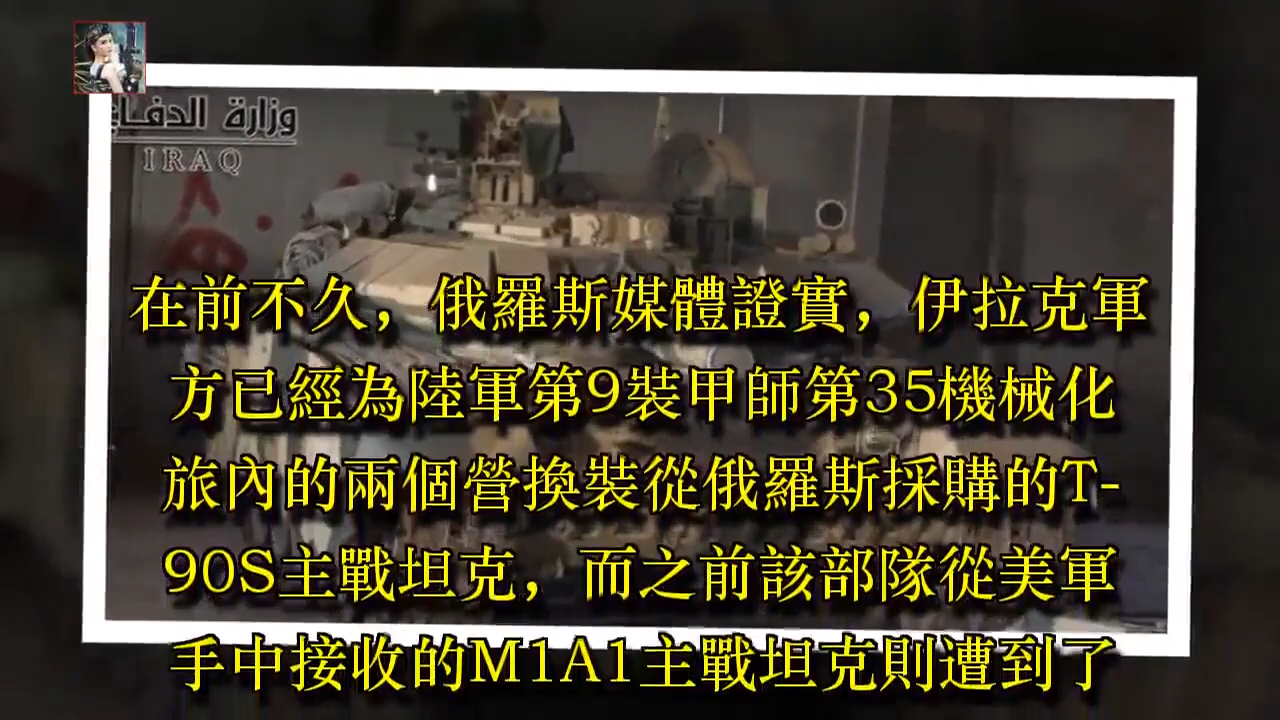 وزارة الدفاع
IRAQ
在前不久，俄羅斯媒體證實，伊拉克軍
方已經為陸軍第9裝甲師第35機械化
旅內的兩個營換裝從俄羅斯採購的T-
90S主戰坦克，而之前該部隊從美軍
手中接收的M1A1主戰坦克則遭到了